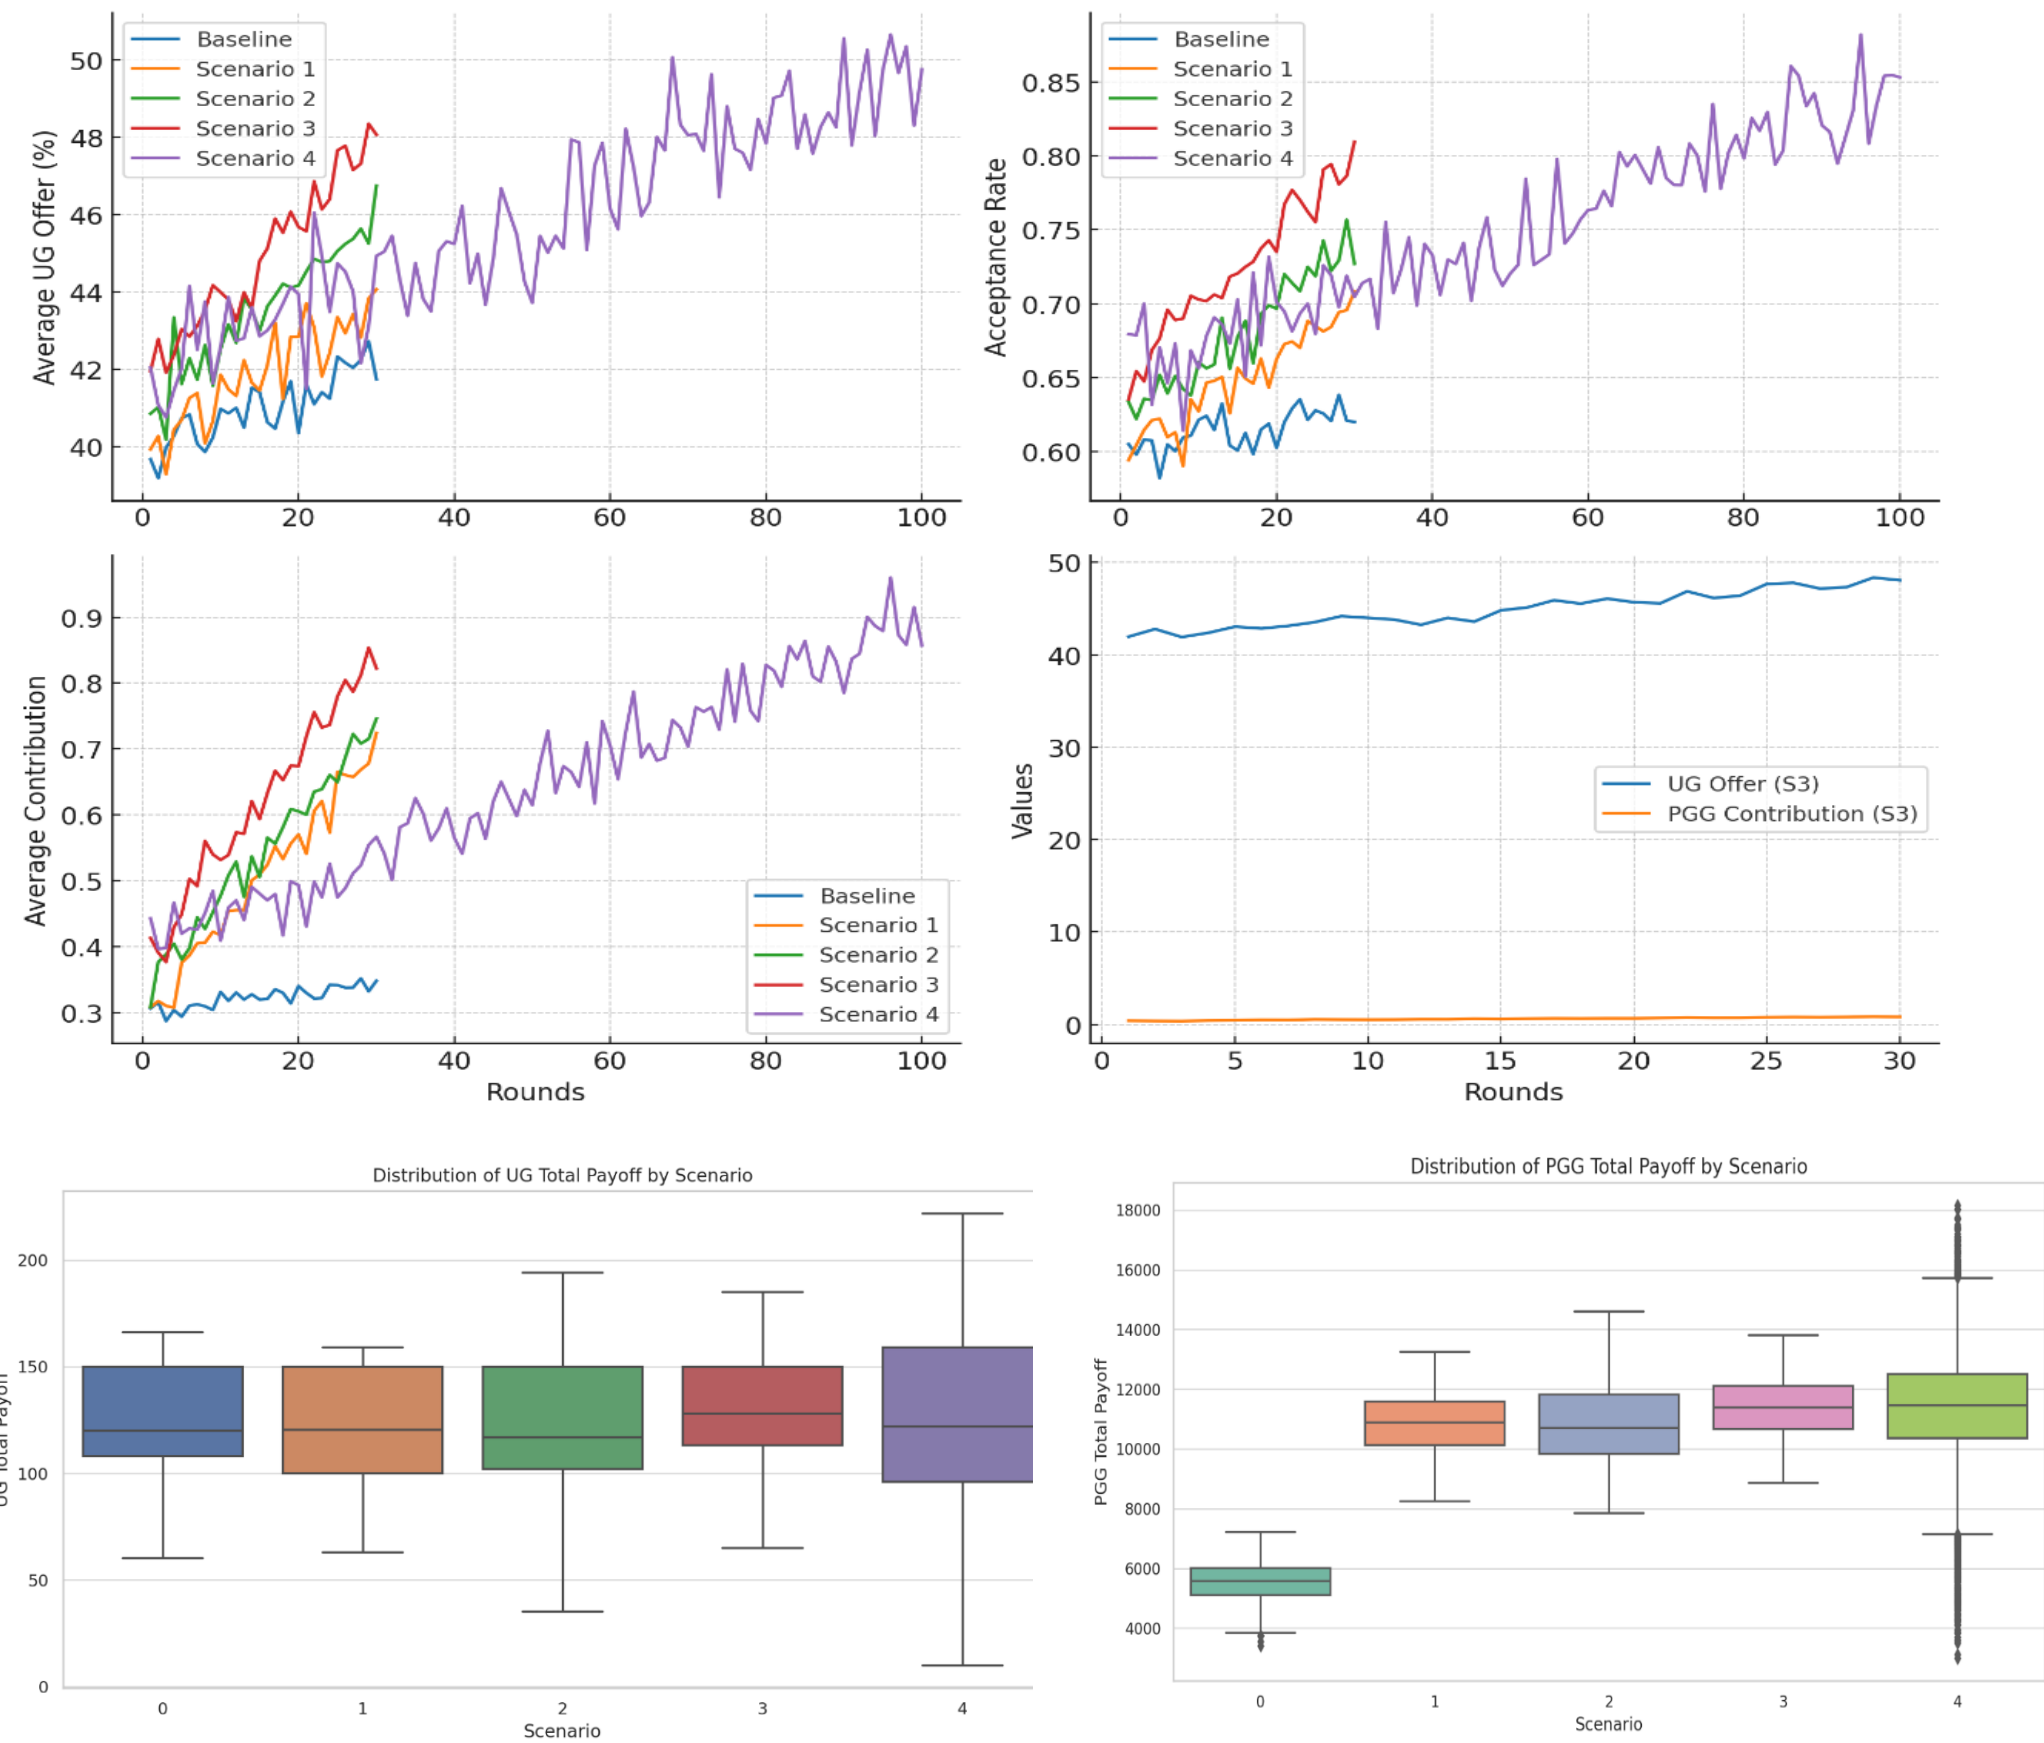 Baseline
Scenario 1
Scenario 2
Scenario 3
Scenario 4
Average UG Offer (%)
50
48
46
44
42
40
0 20 40 60 80 100
Baseline
Scenario 1
Scenario 2
Scenario 3
Scenario 4
Acceptance Rate
0.85
0.80
0.75
0.70
0.65
0.60
0 20 40 60 80 100
Average Contribution
0.9
0.8
0.7
0.6
0.5
0.4
0.3
Baseline
Scenario 1
Scenario 2
Scenario 3
Scenario 4
0 20 40 60 80 100
Rounds
Values
50
40
30
20
10
0
UG Offer (S3)
PGG Contribution (S3)
0 5 10 15 20 25 30
Rounds
Distribution of UG Total Payoff by Scenario
UG Total Payoff
200
150
100
50
0
0 1 2 3 4
Scenario
Distribution of PGG Total Payoff by Scenario
PGG Total Payoff
18000
16000
14000
12000
10000
8000
6000
4000
0 1 2 3 4
Scenario